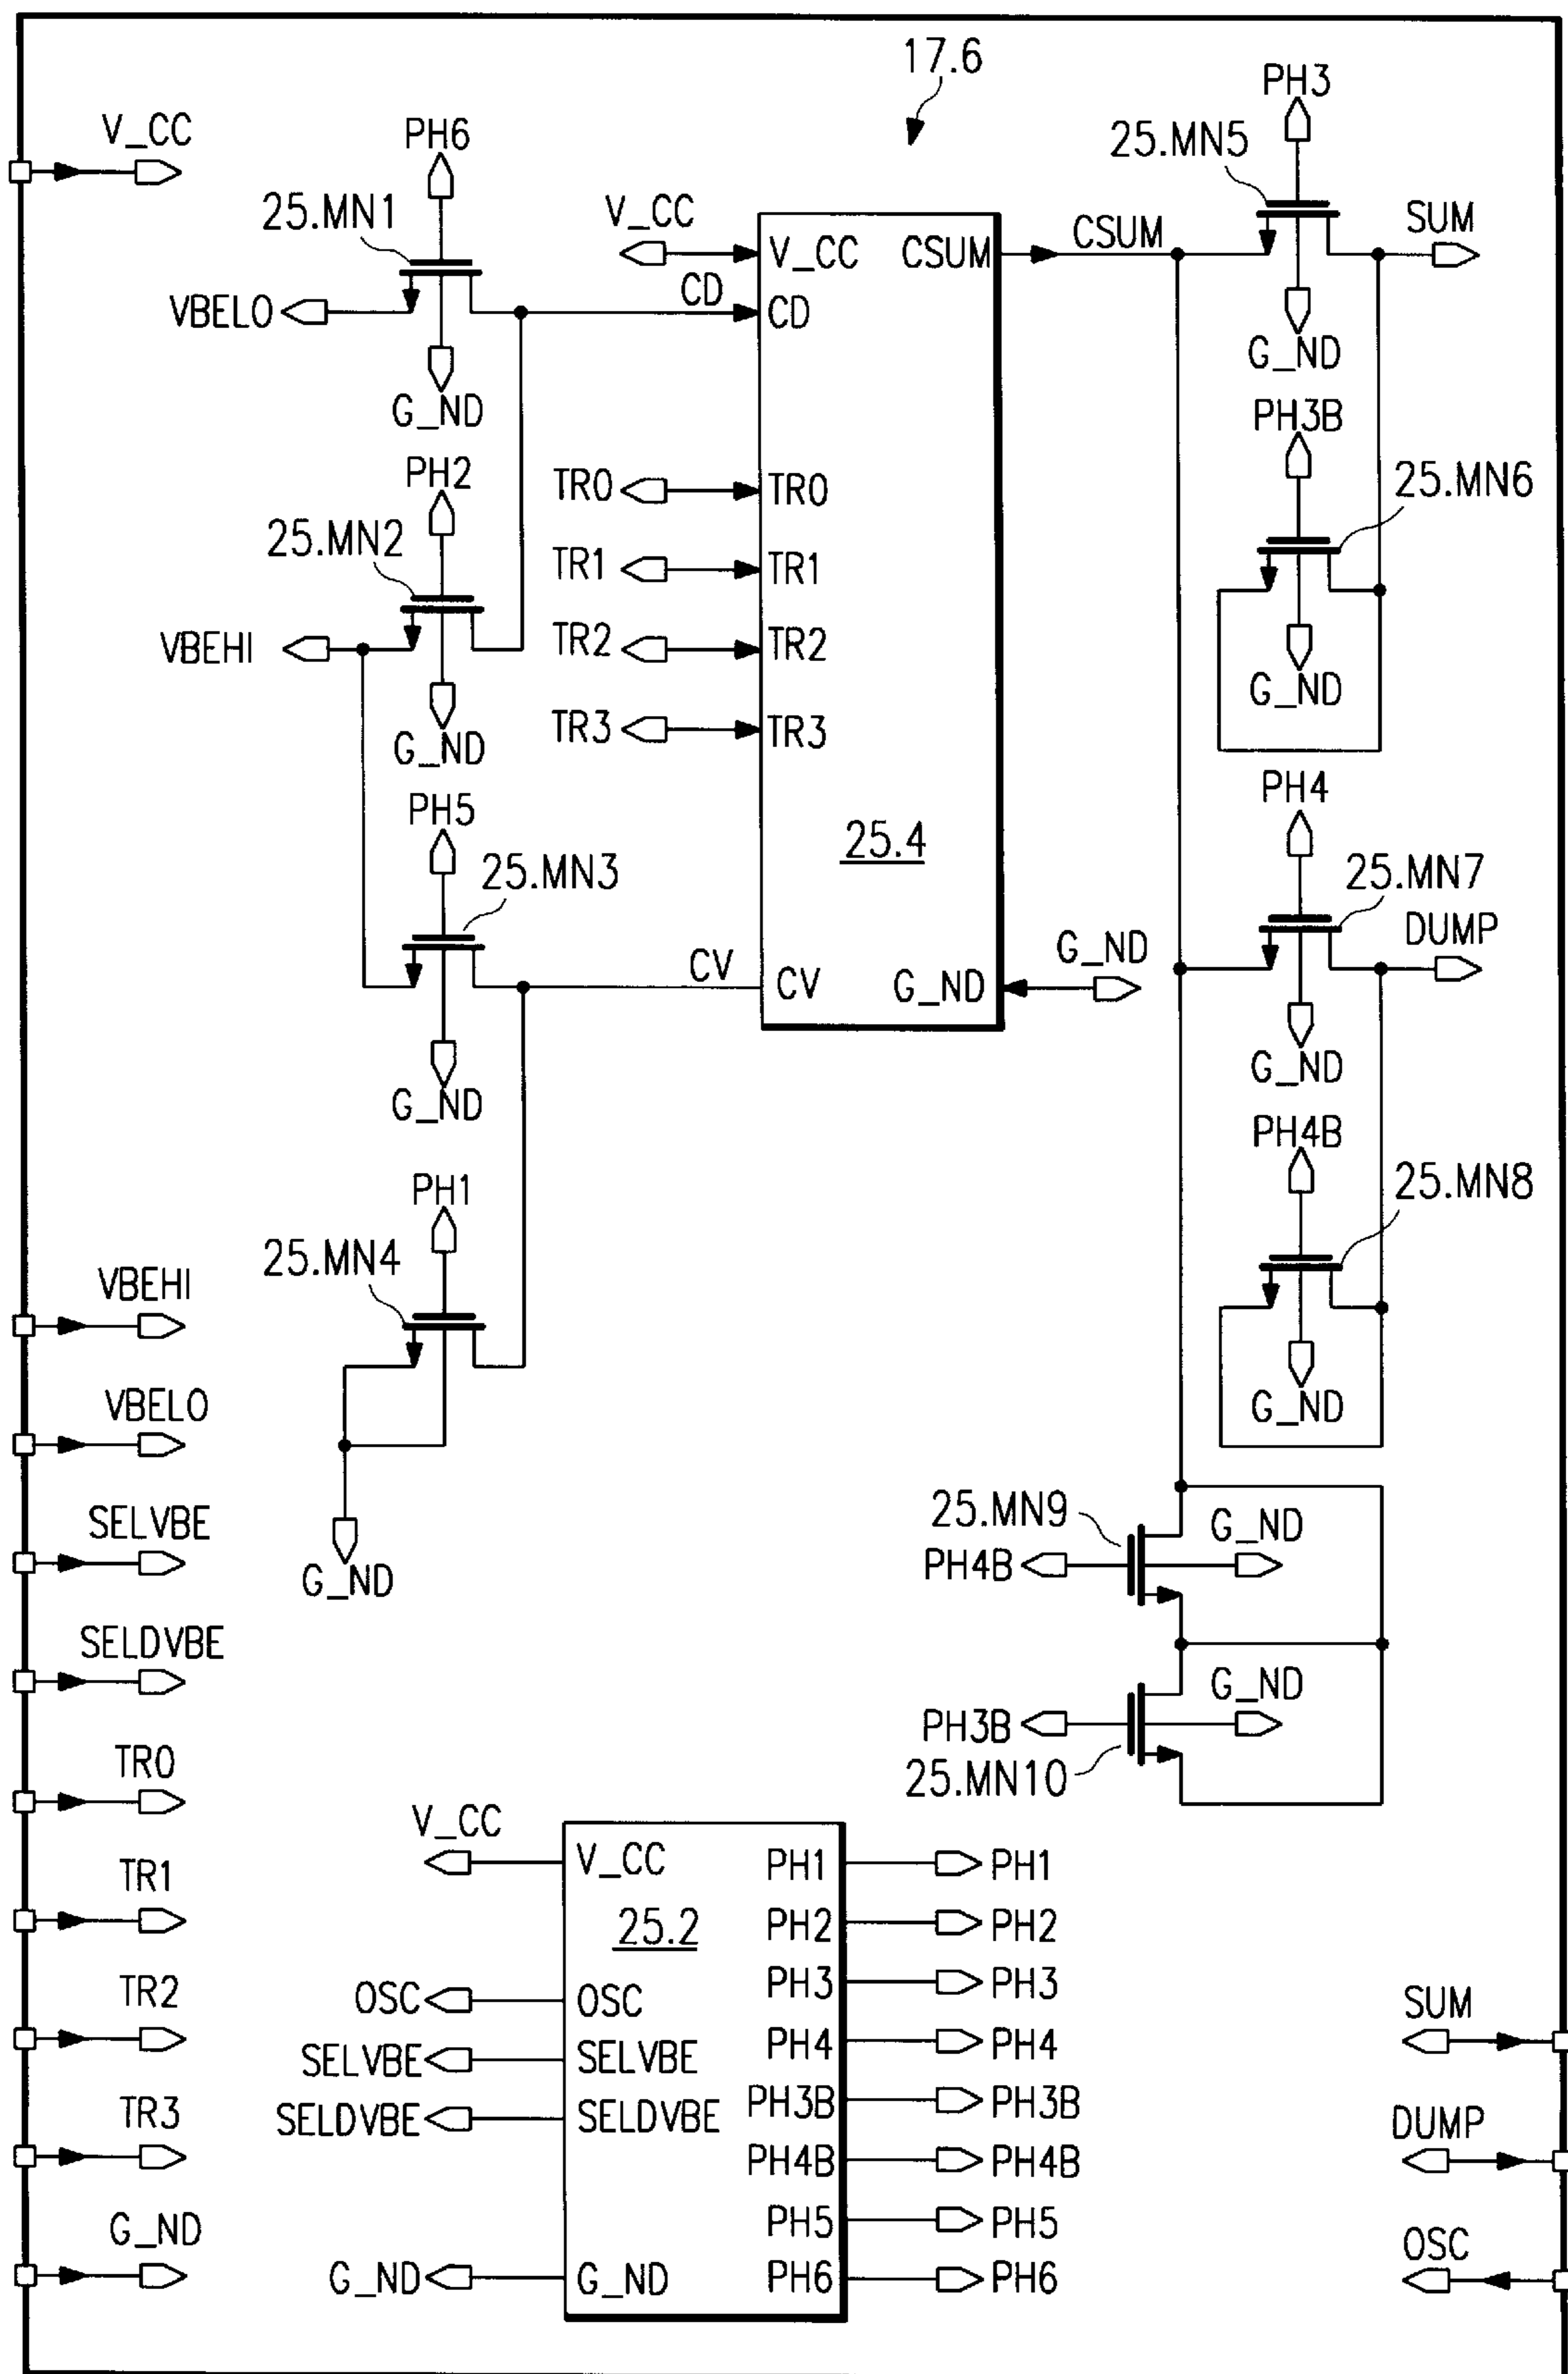 17.6
V_CC
PH6
25.MN1
VBELO
G_ND
PH2
25.MN2
VBEHI
G_ND
PH5
25.MN3
G_ND
PH1
25.MN4
G_ND
V_CC
CD
TR0
TR1
TR2
TR3
CV
V_CC
CSUM
CD
TR0
TR1
TR2
TR3
25.4
CV
G_ND
G_ND
CSUM
PH3
25.MN5
SUM
G_ND
PH3B
25.MN6
G_ND
PH4
25.MN7
DUMP
G_ND
PH4B
25.MN8
G_ND
25.MN9
G_ND
PH4B
G_ND
PH3B
25.MN10
VBEHI
VBELO
SELVBE
SELDVBE
TR0
TR1
TR2
TR3
G_ND
V_CC
OSC
SELVBE
SELDVBE
G_ND
V_CC
25.2
OSC
SELVBE
SELDVBE
G_ND
PH1
PH2
PH3
PH4
PH3B
PH4B
PH5
PH6
PH1
PH2
PH3
PH4
PH3B
PH4B
PH5
PH6
SUM
DUMP
OSC